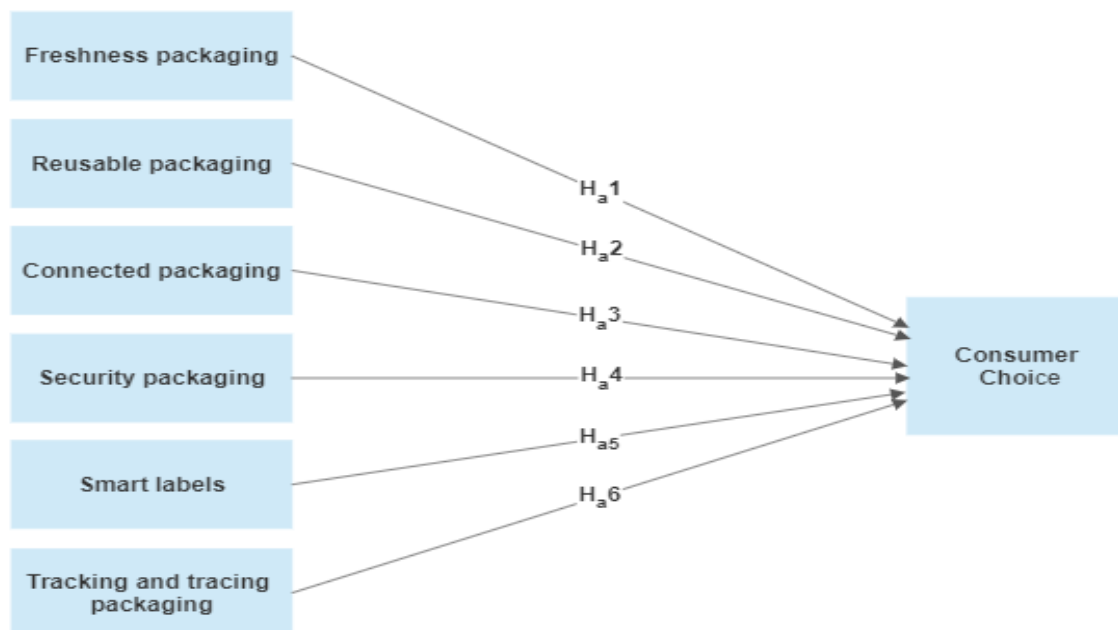 Freshness packaging
Reusable packaging
Connected packaging
Security packaging
Smart labels
Tracking and tracing
packaging
Hₐ1
Hₐ2
Hₐ3
Hₐ4
Hₐ₅
Hₐ6
Consumer
Choice